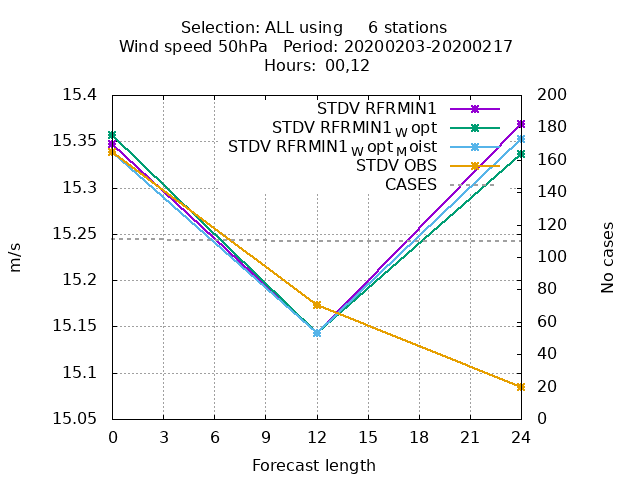 Selection: ALL using     6 stations
Wind speed 50hPa   Period: 20200203-20200217
Hours: 00,12
STDV RFRMIN1
STDV RFRMIN1_W opt
STDV RFRMIN1_W opt_M oist
STDV OBS
CASES
15.4
15.35
15.3
15.25
15.2
15.15
15.1
15.05
m/s
200
180
160
140
120
100
80
60
40
20
0
No cases
0 3 6 9 12 15 18 21 24
Forecast length